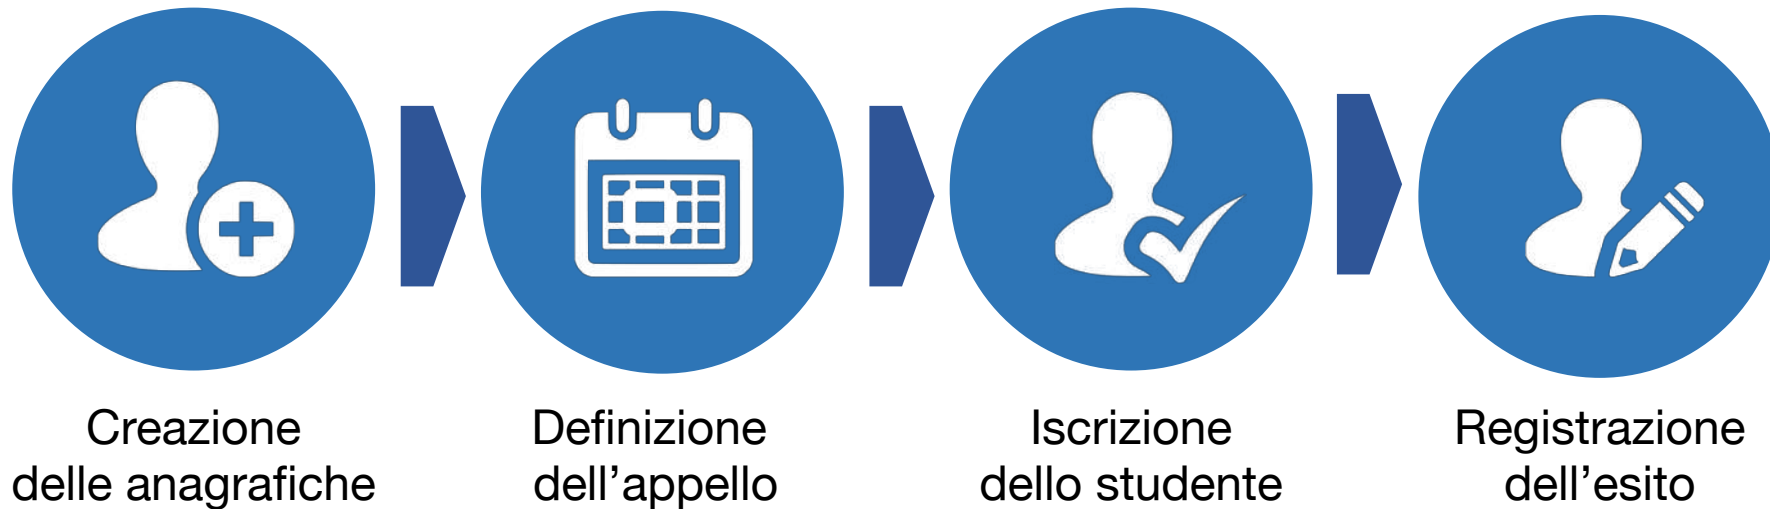 Creazione
delle anagrafiche
Definizione
dell’appello
Iscrizione
dello studente
Registrazione
dell’esito